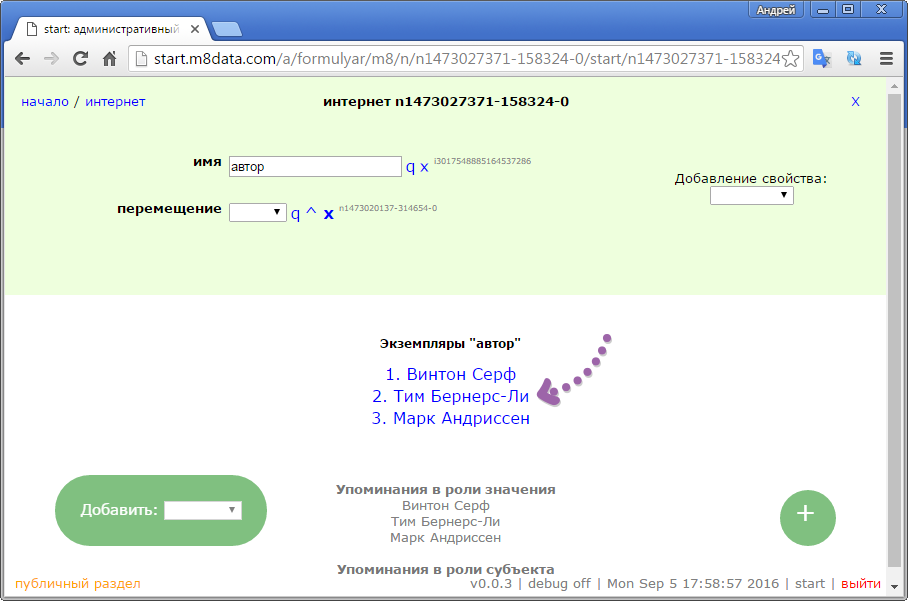 Андрей
start: административный
start.m8data.com/a/formulyar/m8/n/n1473027371-158324-0/start/n1473027371-158324
начало / интернет
интернет n1473027371-158324-0
X
имя автор q x i3017548885164537286
Добавление свойства:
перемещение q ^ x n1473020137-314654-0
Экземпляры "автор"
1. Винтон Серф
2. Тим Бернерс-Ли
3. Марк Андриссен
Добавить:
Упоминания в роли значения
Винтон Серф
Тим Бернерс-Ли
Марк Андриссен
+
Упоминания в роли субъекта
публичный раздел
v0.0.3 | debug off | Mon Sep 5 17:58:57 2016 | start | выйти